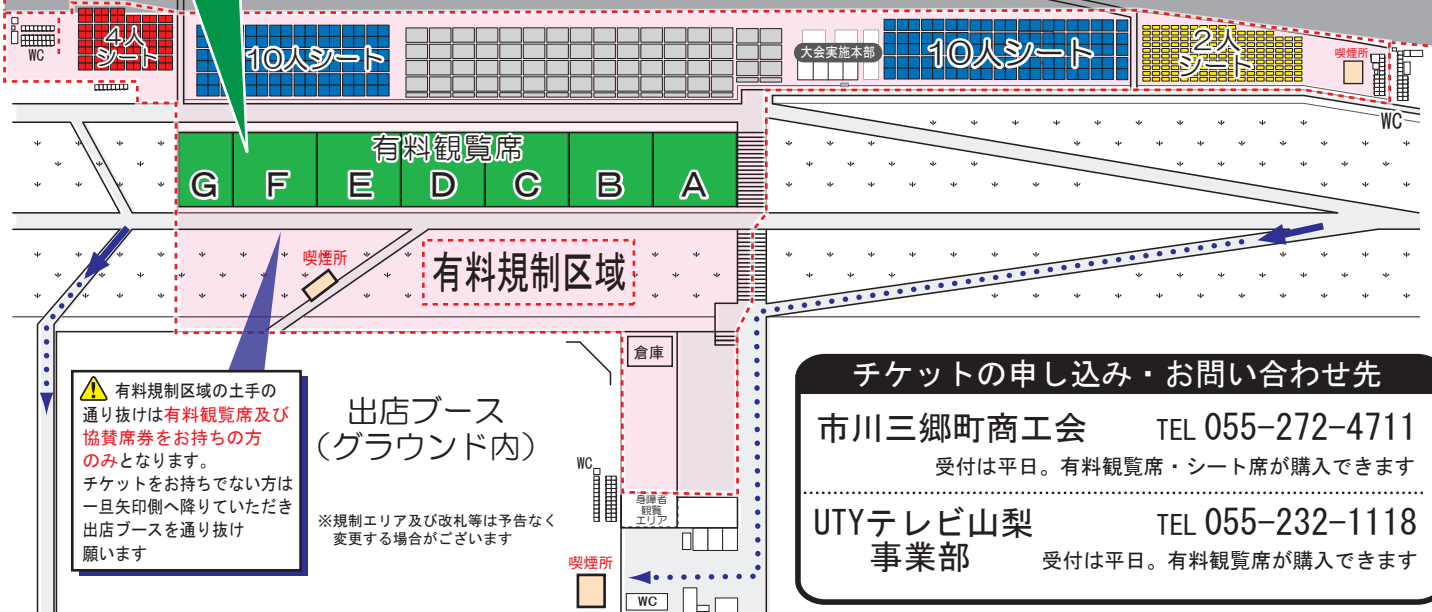 WC
4人
シート
10人シート
大会実施本部
10人シート
2人
シート
喫煙所
WC
有料観覧席
G F E D C B A
喫煙所
有料規制区域
倉庫
⚠ 有料規制区域の土手の
通り抜けは有料観覧席及び
協賛席券をお持ちの方
のみとなります。
チケットをお持ちでない方は
一旦矢印側へ降りていただき
出店ブースを通り抜け
願います
出店ブース
（グラウンド内）
※規制エリア及び改札等は予告なく
変更する場合がございます
WC
身障者
観覧
エリア
喫煙所
WC
チケットの申し込み・お問い合わせ先
市川三郷町商工会 TEL 055-272-4711
受付は平日。有料観覧席・シート席が購入できます
UTYテレビ山梨 TEL 055-232-1118
事業部 受付は平日。有料観覧席が購入できます